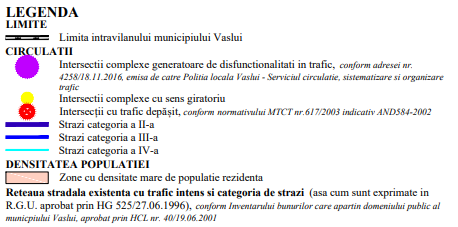 LEGENDA
LIMITE
Limita intravilanului municipiului Vaslui
CIRCULATII
Intersectii complexe generatoare de disfunctionalitati in trafic, conform adresei nr.
4258/18.11.2016, emisa de catre Politia locala Vaslui - Serviciul circulatie, sistematizare si organizare
trafic
Intersectii complexe cu sens giratoriu
Intersecții cu trafic depășit, conform normativului MTCT nr.617/2003 indicativ AND584-2002
Strazi categoria a II-a
Strazi categoria a III-a
Strazi categoria a IV-a
DENSITATEA POPULATIEI
Zone cu densitate mare de populatie rezidenta
Reteaua stradala existenta cu trafic intens si categoria de strazi (asa cum sunt exprimate in
R.G.U. aprobat prin HG 525/27.06.1996), conform Inventarului bunurilor care apartin domeniului public al
municpiului Vaslui, aprobat prin HCL nr. 40/19.06.2001